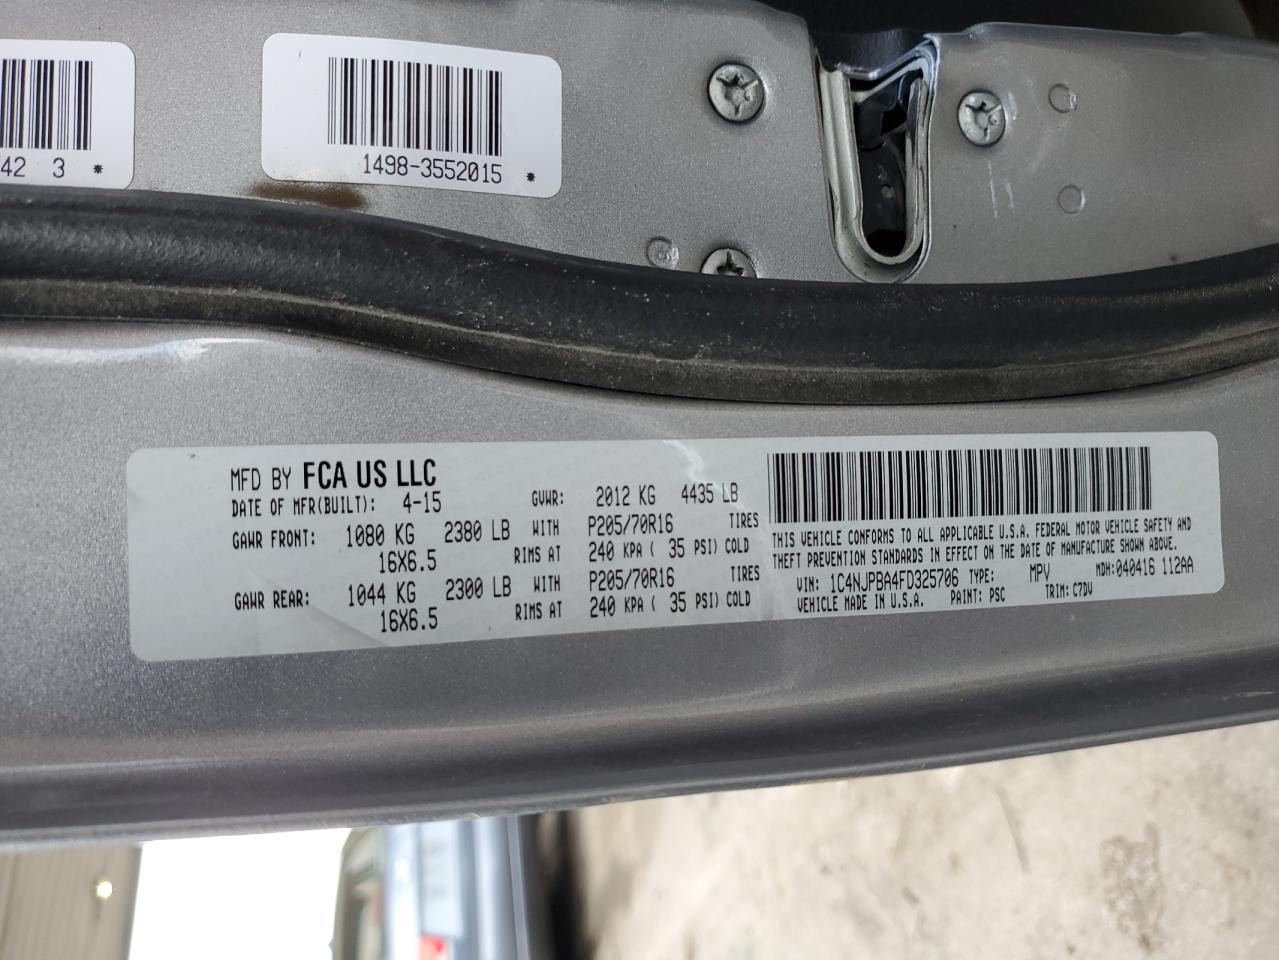 42 3 *
1498-3552015 *
MFD BY FCA US LLC
DATE OF MFR(BUILT): 4-15 GVWR: 2012 KG 4435 LB
GAWR FRONT: 1080 KG 2380 LB WITH P205/70R16 TIRES
16X6.5 RIMS AT 240 KPA ( 35 PSI) COLD
GAWR REAR: 1044 KG 2300 LB WITH P205/70R16 TIRES
16X6.5 RIMS AT 240 KPA ( 35 PSI) COLD
THIS VEHICLE CONFORMS TO ALL APPLICABLE U.S.A. FEDERAL MOTOR VEHICLE SAFETY AND
THEFT PREVENTION STANDARDS IN EFFECT ON THE DATE OF MANUFACTURE SHOWN ABOVE.
VIN: 1C4NJPBA4FD325706 TYPE: MPV MDH:040416 112AA
VEHICLE MADE IN U.S.A. PAINT: PSC TRIM: C7DV